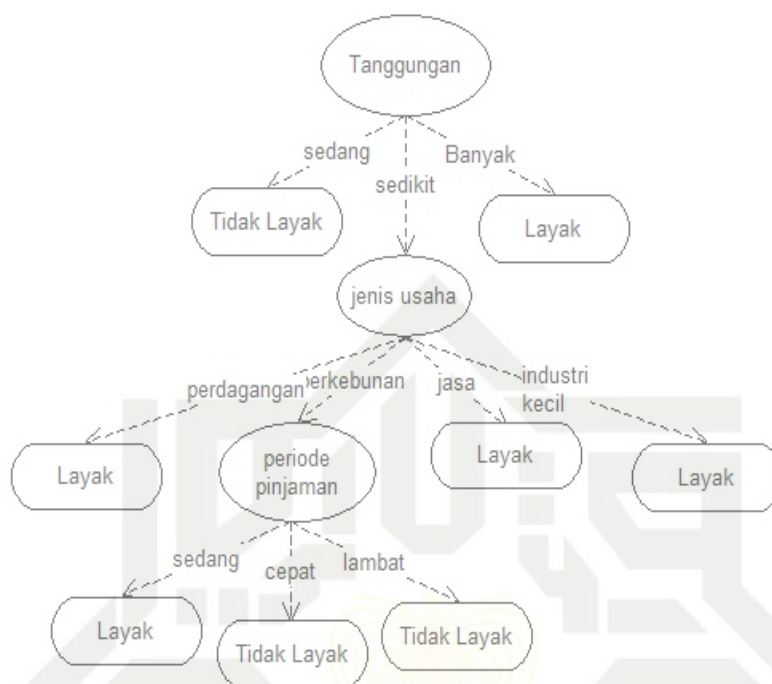 Tanggungan
sedang
Banyak
sedikit
Tidak Layak
Layak
jenis usaha
perdagangan
perkebunan
jasa
industri
kecil
Layak
periode
pinjaman
Layak
Layak
sedang
cepat
lambat
Layak
Tidak Layak
Tidak Layak